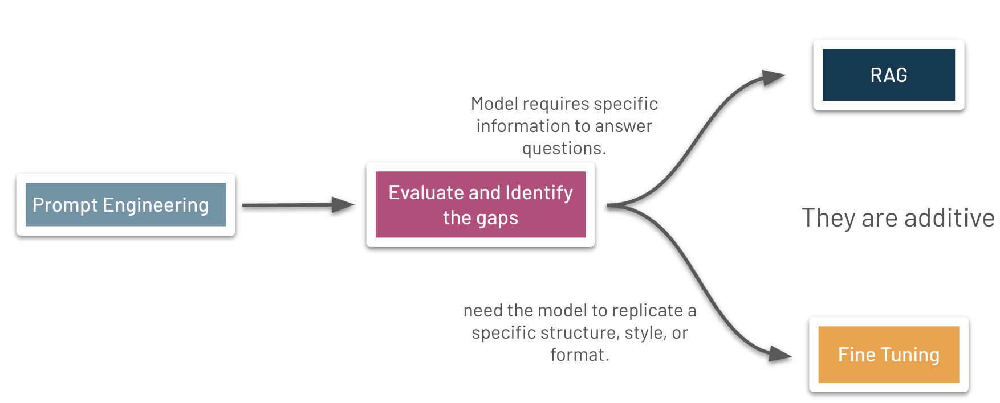 Prompt Engineering
Model requires specific
information to answer
questions.
Evaluate and Identify
the gaps
need the model to replicate a
specific structure, style, or
format.
RAG
They are additive
Fine Tuning